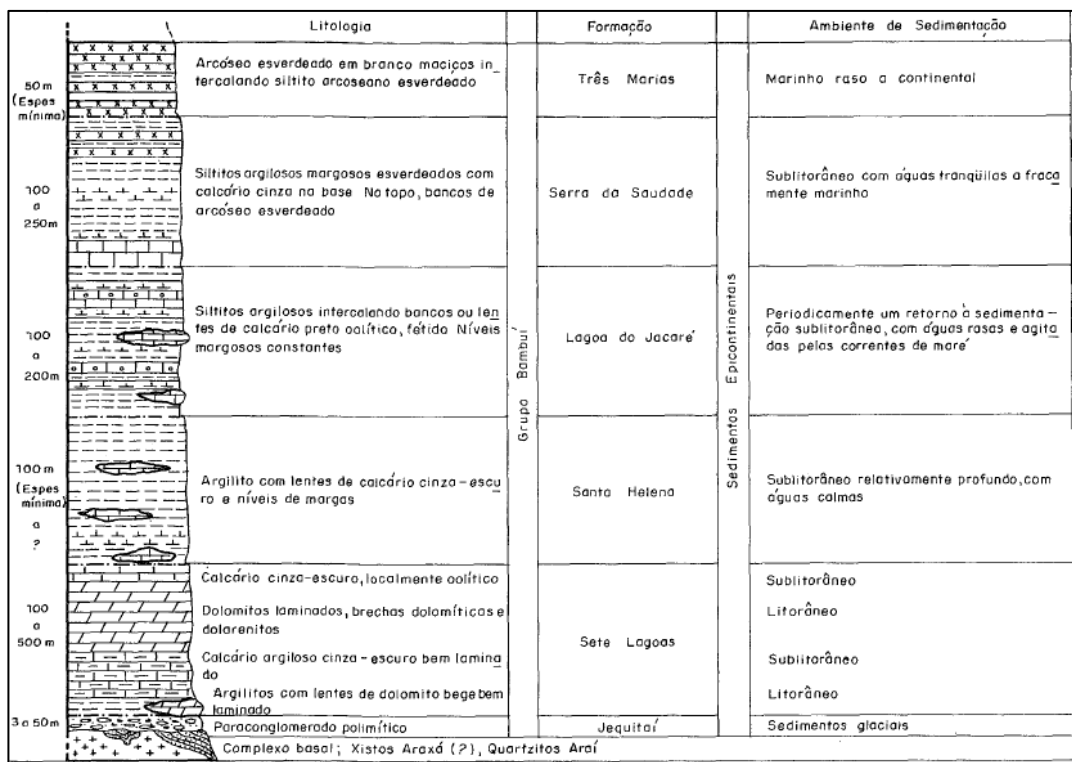 Litologia
Formação
Ambiente de Sedimentação
50 m
(Espes
mínima)
Arcóseo esverdeado em branco maciços in
tercalando siltito arcoseano esverdeado
Três Marias
Marinho raso a continental
100
a
250m
Siltitos argilosos margosos esverdeados com
calcário cinza na base No topo, bancos de
arcóseo esverdeado
Serra da Saudade
Sublitorâneo com águas tranqüilas a fraca
mente marinho
100
a
200m
Siltitos argilosos intercalando bancos ou len
tes de calcário preto oolítico, fétido Níveis
margosos constantes
Lagoa do Jacaré
Periodicamente um retorno à sedimenta-
ção sublitorâneo, com águas rasas e agita
das pelas correntes de maré
Grupo Bambuí
Sedimentos Epicontinentais
100 m
(Espes
mínima)
a
?
Argilito com lentes de calcário cinza-escu
ro e níveis de margas
Santa Helena
Sublitorâneo relativamente profundo, com
águas calmas
100
a
500 m
Calcário cinza-escuro, localmente oolítico
Dolomitos laminados, brechas dolomíticas e
dolarenitos
Calcário argiloso cinza-escuro bem lamina
do
Argilitos com lentes de dolomito bege bem
laminado
Sete Lagoas
Sublitorâneo
Litorâneo
Sublitorâneo
Litorâneo
3 a 50m
Paraconglomerado polimítico
Jequitaí
Sedimentos glaciais
Complexo basal; Xistos Araxá (?), Quartzitos Araí